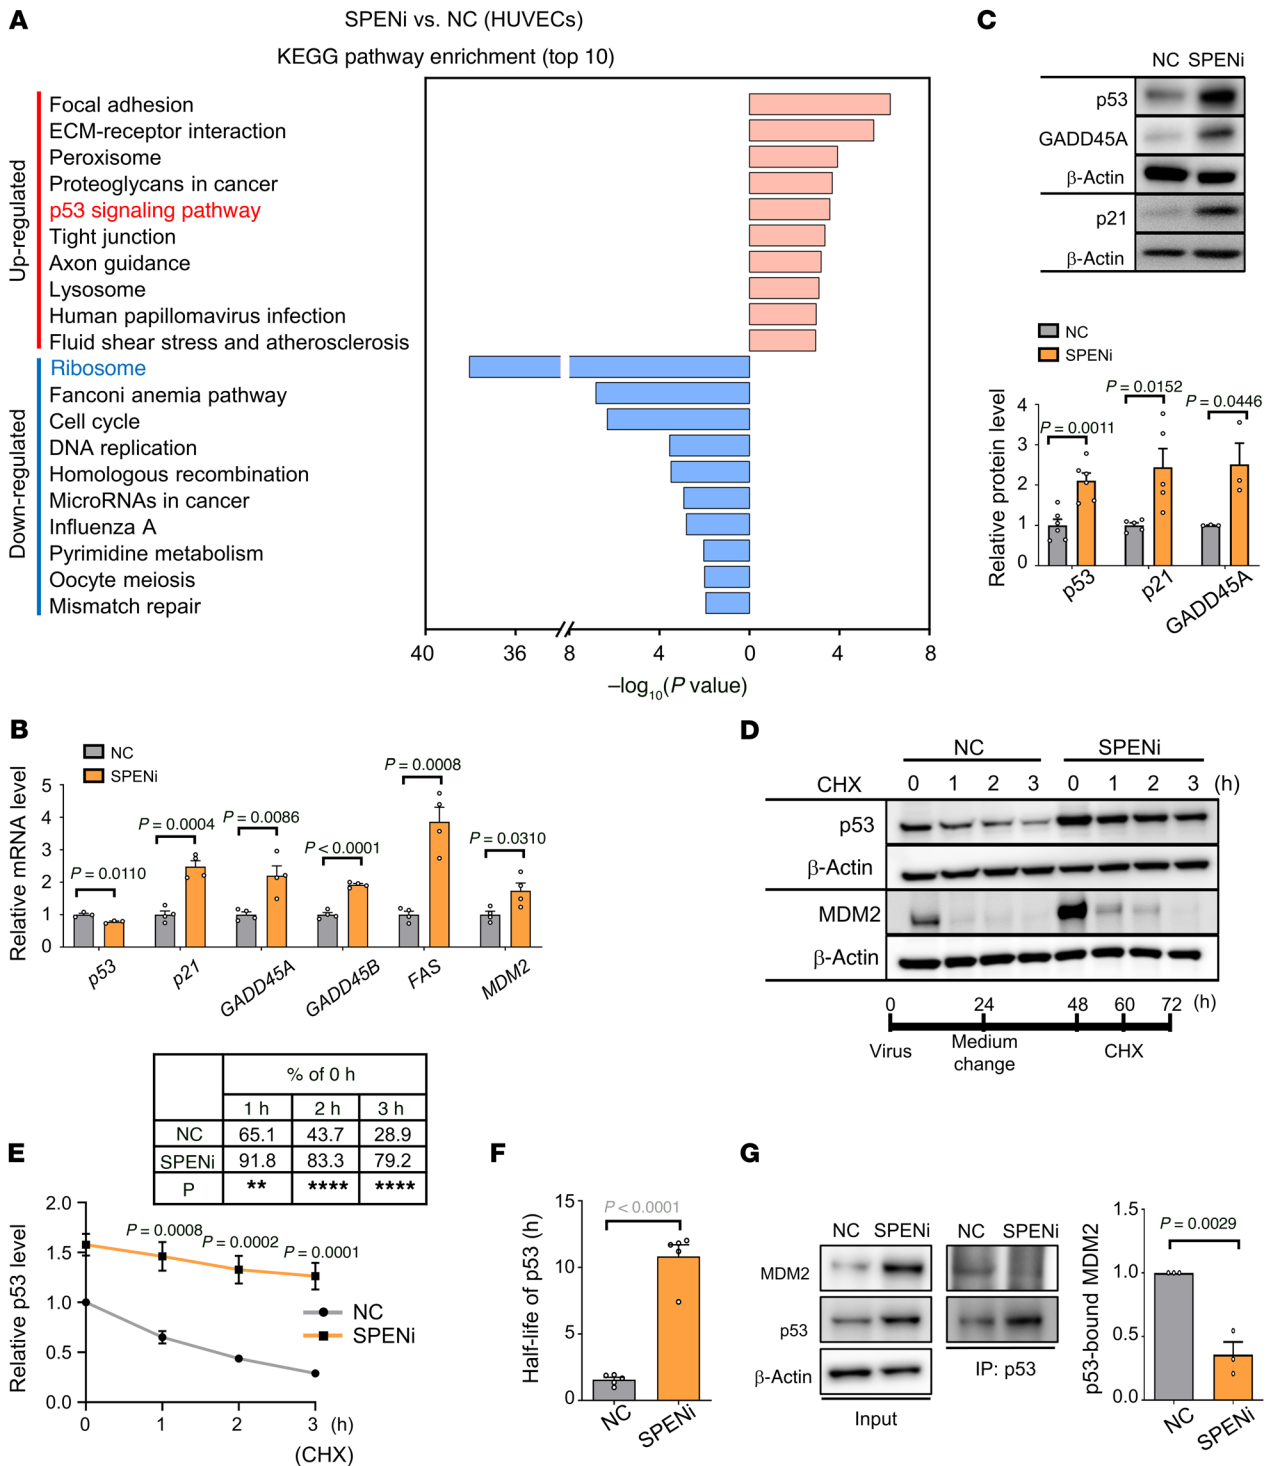 A
SPENi vs. NC (HUVECs)
KEGG pathway enrichment (top 10)
Up-regulated
Focal adhesion
ECM-receptor interaction
Peroxisome
Proteoglycans in cancer
p53 signaling pathway
Tight junction
Axon guidance
Lysosome
Human papillomavirus infection
Fluid shear stress and atherosclerosis
Down-regulated
Ribosome
Fanconi anemia pathway
Cell cycle
DNA replication
Homologous recombination
MicroRNAs in cancer
Influenza A
Pyrimidine metabolism
Oocyte meiosis
Mismatch repair
40 36 8 4 0 4 8
–log10(P value)
C
NC SPENi
p53
GADD45A
β-Actin
p21
β-Actin
NC
SPENi
Relative protein level
4
3
2
1
0
P = 0.0011
P = 0.0152
P = 0.0446
p53 p21 GADD45A
B
NC
SPENi
Relative mRNA level
5
4
3
2
1
0
P = 0.0110
P = 0.0004
P = 0.0086
P < 0.0001
P = 0.0008
P = 0.0310
p53 p21 GADD45A GADD45B FAS MDM2
D
NC SPENi
CHX 0 1 2 3 0 1 2 3 (h)
p53
β-Actin
MDM2
β-Actin
0 24 48 60 72 (h)
Virus Medium change CHX
E
% of 0 h
1 h 2 h 3 h
NC 65.1 43.7 28.9
SPENi 91.8 83.3 79.2
P ** **** ****
Relative p53 level
2.0
1.5
1.0
0.5
0.0
P = 0.0008
P = 0.0002
P = 0.0001
NC
SPENi
0 1 2 3 (h)
(CHX)
F
Half-life of p53 (h)
15
10
5
0
P < 0.0001
NC SPENi
G
NC SPENi NC SPENi
MDM2
p53
β-Actin
Input
IP: p53
p53-bound MDM2
1.5
1.0
0.5
0.0
P = 0.0029
NC SPENi